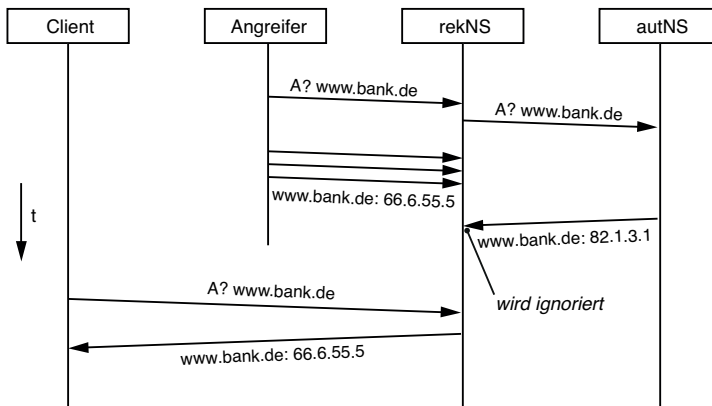 Client
Angreifer
rekNS
autNS
A? www.bank.de
A? www.bank.de
www.bank.de: 66.6.55.5
t
www.bank.de: 82.1.3.1
A? www.bank.de
wird ignoriert
www.bank.de: 66.6.55.5